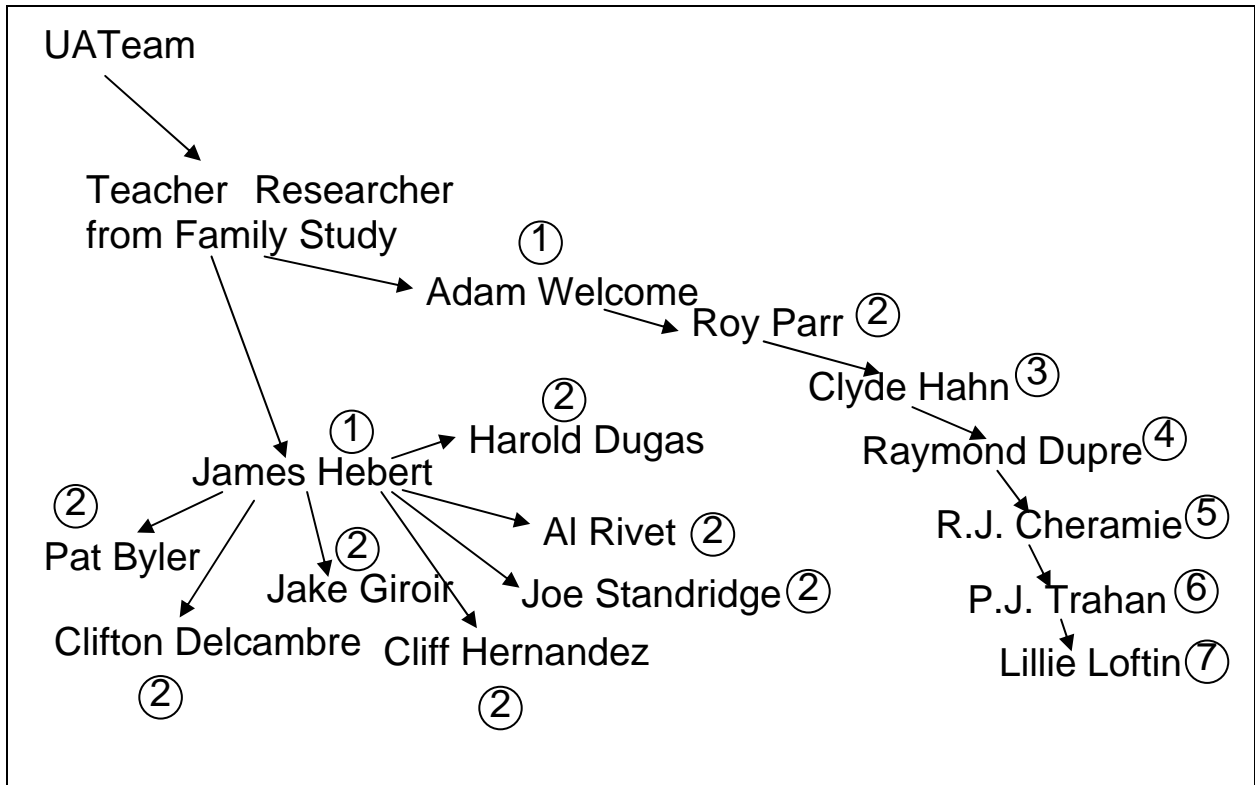 UATeam
Teacher Researcher
from Family Study
1
Adam Welcome
Roy Parr 2
Clyde Hahn 3
Raymond Dupre 4
R.J. Cheramie 5
P.J. Trahan 6
Lillie Loftin 7
1
James Hebert
2
Harold Dugas
Al Rivet 2
Joe Standridge 2
Cliff Hernandez
2
2
Jake Giroir
Clifton Delcambre
2
2
Pat Byler